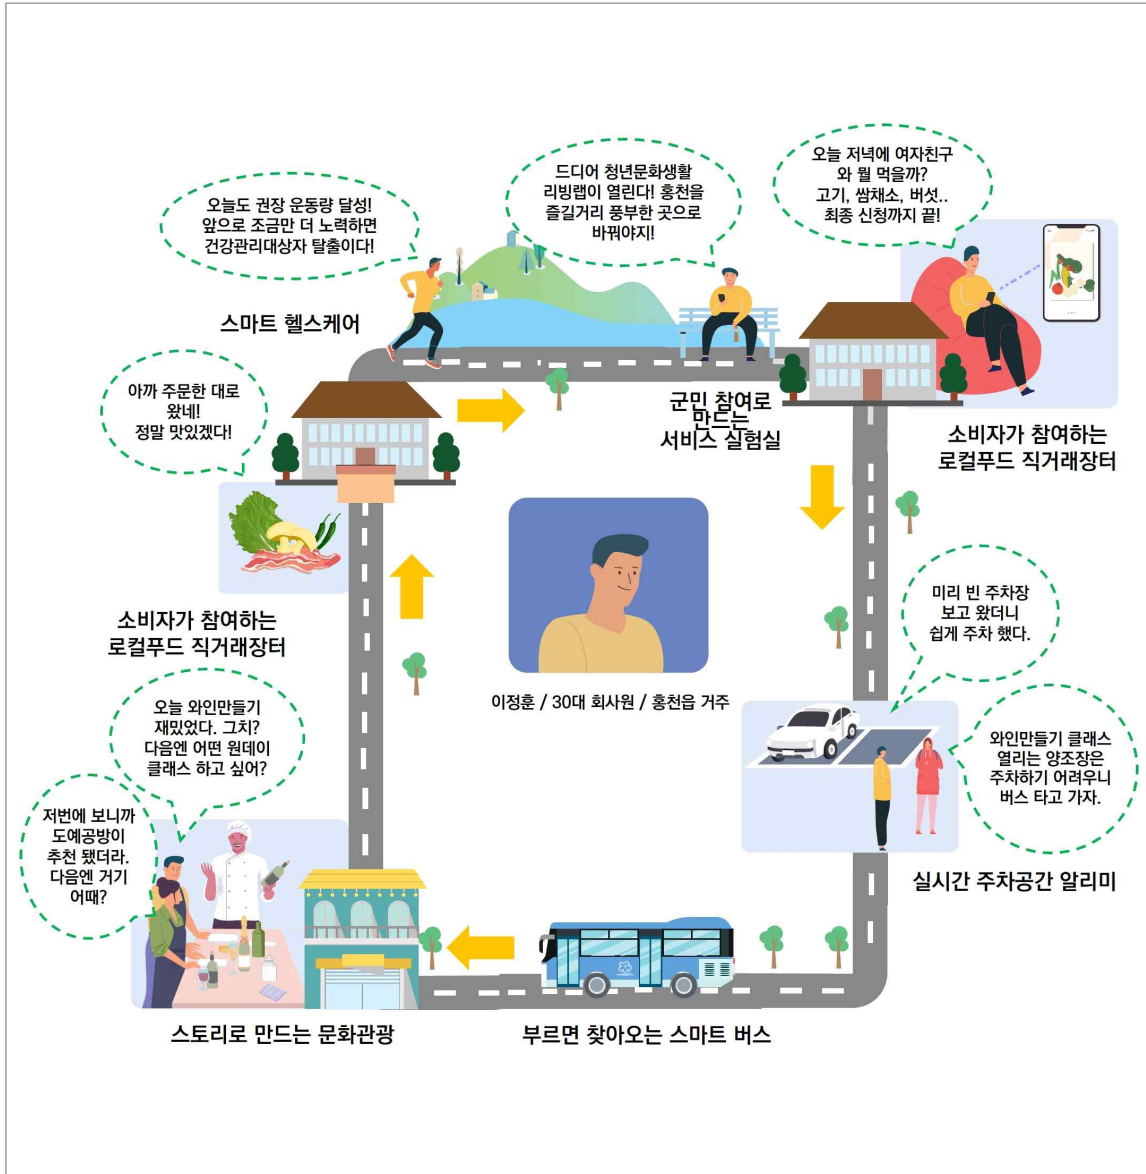 오늘도 권장 운동량 달성!
앞으로 조금만 더 노력하면
건강관리대상자 탈출이다!
스마트 헬스케어
드디어 청년문화생활
리빙랩이 열린다! 홍천을
즐길거리 풍부한 곳으로
바꿔야지!
군민 참여로
만드는
서비스 실험실
오늘 저녁에 여자친구
와 뭘 먹을까?
고기, 쌈채소, 버섯..
최종 신청까지 끝!
소비자가 참여하는
로컬푸드 직거래장터
미리 빈 주차장
보고 왔더니
쉽게 주차 했다.
와인만들기 클래스
열리는 양조장은
주차하기 어려우니
버스 타고 가자.
실시간 주차공간 알리미
부르면 찾아오는 스마트 버스
오늘 와인만들기
재밌었다. 그치?
다음엔 어떤 원데이
클래스 하고 싶어?
저번에 보니까
도예공방이
추천 됐더라.
다음엔 거기
어때?
스토리로 만드는 문화관광
아까 주문한 대로
왔네!
정말 맛있겠다!
소비자가 참여하는
로컬푸드 직거래장터
이정훈 / 30대 회사원 / 홍천읍 거주